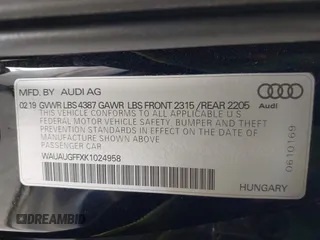 MFD. BY AUDI AG
02/19 GVWR LBS 4387 GAWR LBS FRONT 2315 /REAR 2205
THIS VEHICLE CONFORMS TO ALL APPLICABLE U.S.
FEDERAL MOTOR VEHICLE SAFETY, BUMPER AND
THEFT PREVENTION STANDARDS IN EFFECT ON THE DATE
OF MANUFACTURE SHOWN ABOVE.
PASSENGER CAR
WAUAUGFFXK1024958
HUNGARY
Audi
0610169
DREAMBID